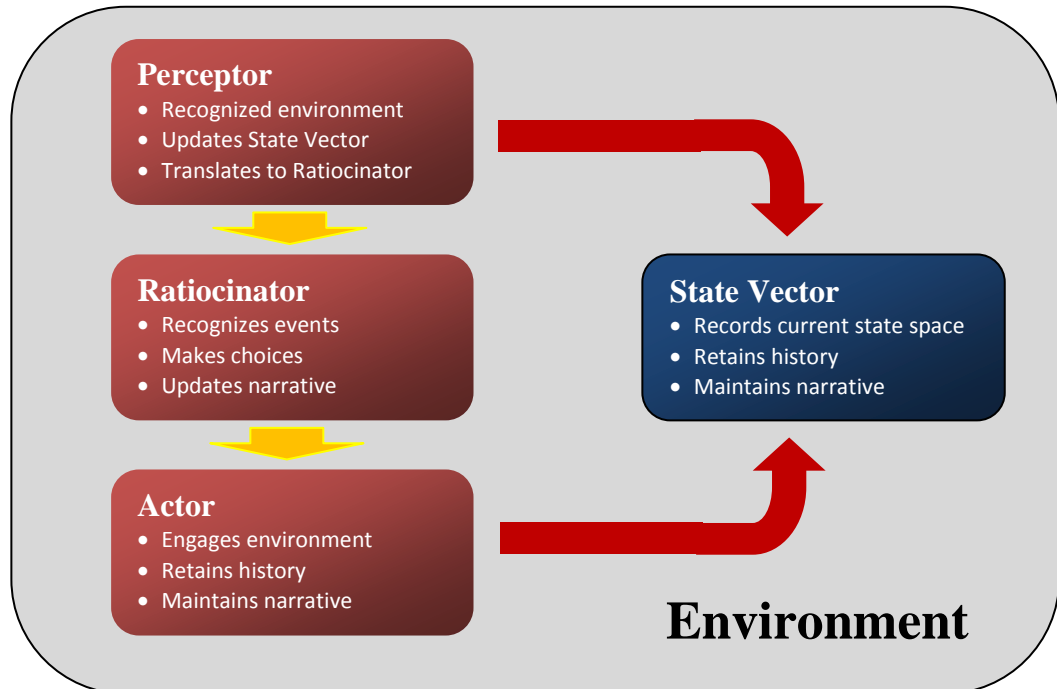 Perceptor
• Recognized environment
• Updates State Vector
• Translates to Ratiocinator
Ratiocinator
• Recognizes events
• Makes choices
• Updates narrative
State Vector
• Records current state space
• Retains history
• Maintains narrative
Actor
• Engages environment
• Retains history
• Maintains narrative
Environment